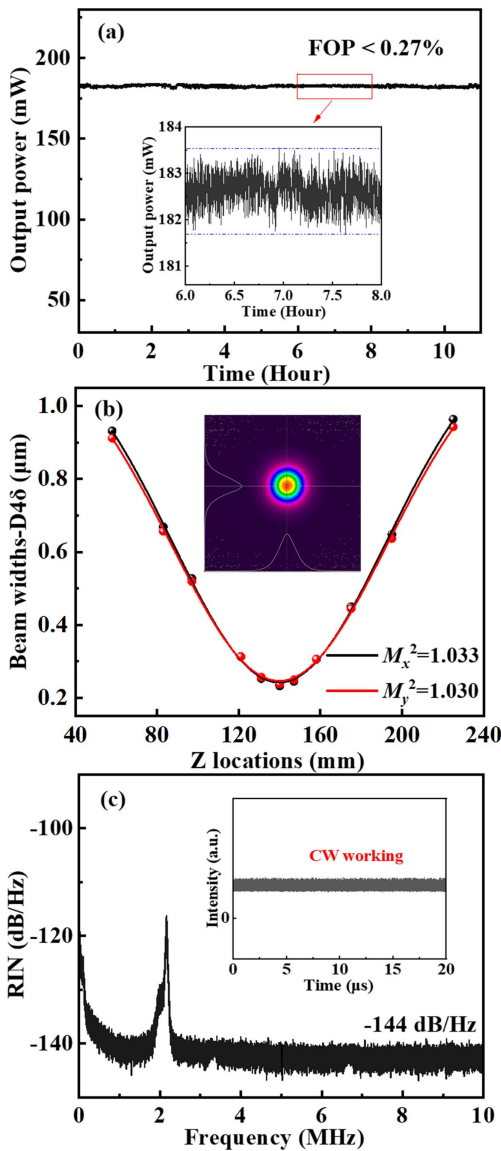 (a)
FOP < 0.27%
Output power (mW)
200
150
100
50
Output power (mW)
184
183
182
181
6.0 6.5 7.0 7.5 8.0
Time (Hour)
0 2 4 6 8 10
Time (Hour)
(b)
Beam widths-D4δ (μm)
1.0
0.8
0.6
0.4
0.2
Mx²=1.033
My²=1.030
40 80 120 160 200 240
Z locations (mm)
(c)
RIN (dB/Hz)
-100
-120
-140
Intensity (a.u.)
0
CW working
0 5 10 15 20
Time (μs)
-144 dB/Hz
0 2 4 6 8 10
Frequency (MHz)